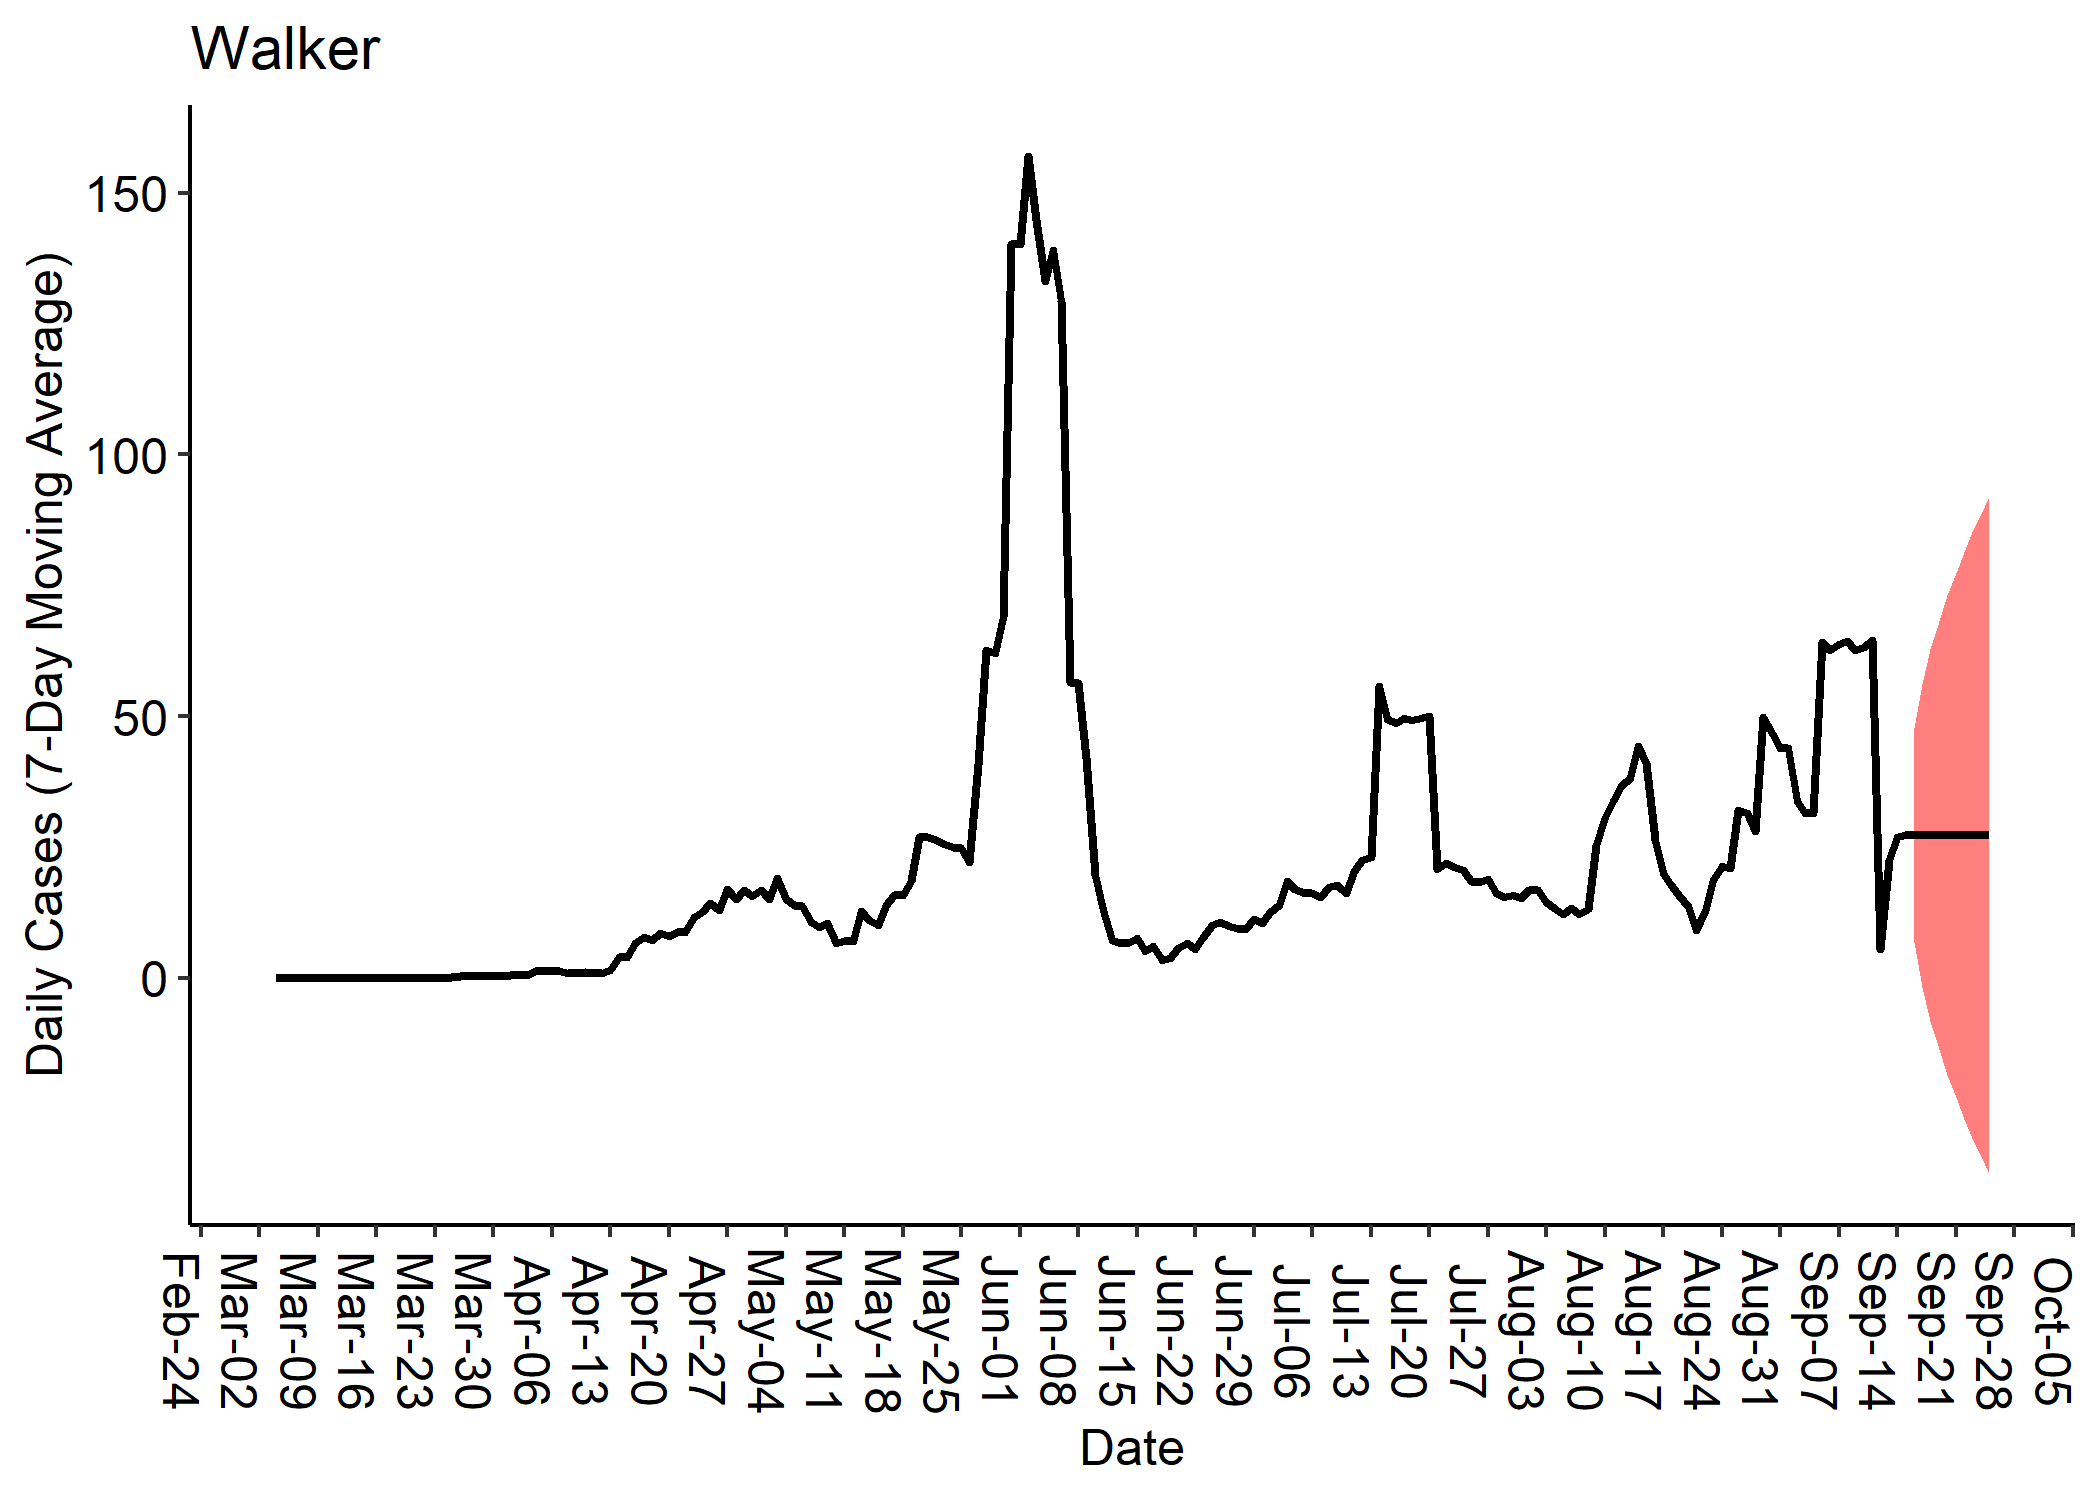 Walker
Daily Cases (7-Day Moving Average)
150
100
50
0
Feb-24
Mar-02
Mar-09
Mar-16
Mar-23
Mar-30
Apr-06
Apr-13
Apr-20
Apr-27
May-04
May-11
May-18
May-25
Jun-01
Jun-08
Jun-15
Jun-22
Jun-29
Jul-06
Jul-13
Jul-20
Jul-27
Aug-03
Aug-10
Aug-17
Aug-24
Aug-31
Sep-07
Sep-14
Sep-21
Sep-28
Oct-05
Date